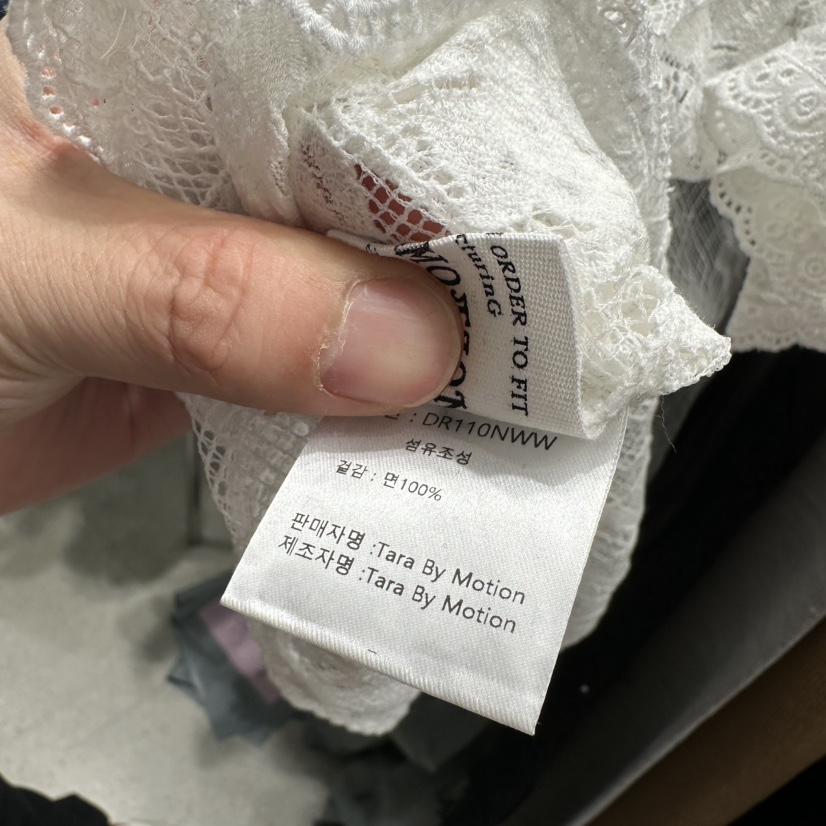 ORDER TO FIT
cturinG
: DR110NWW
섬유조성
겉감 : 면100%
판매자명 :Tara By Motion
제조자명 :Tara By Motion